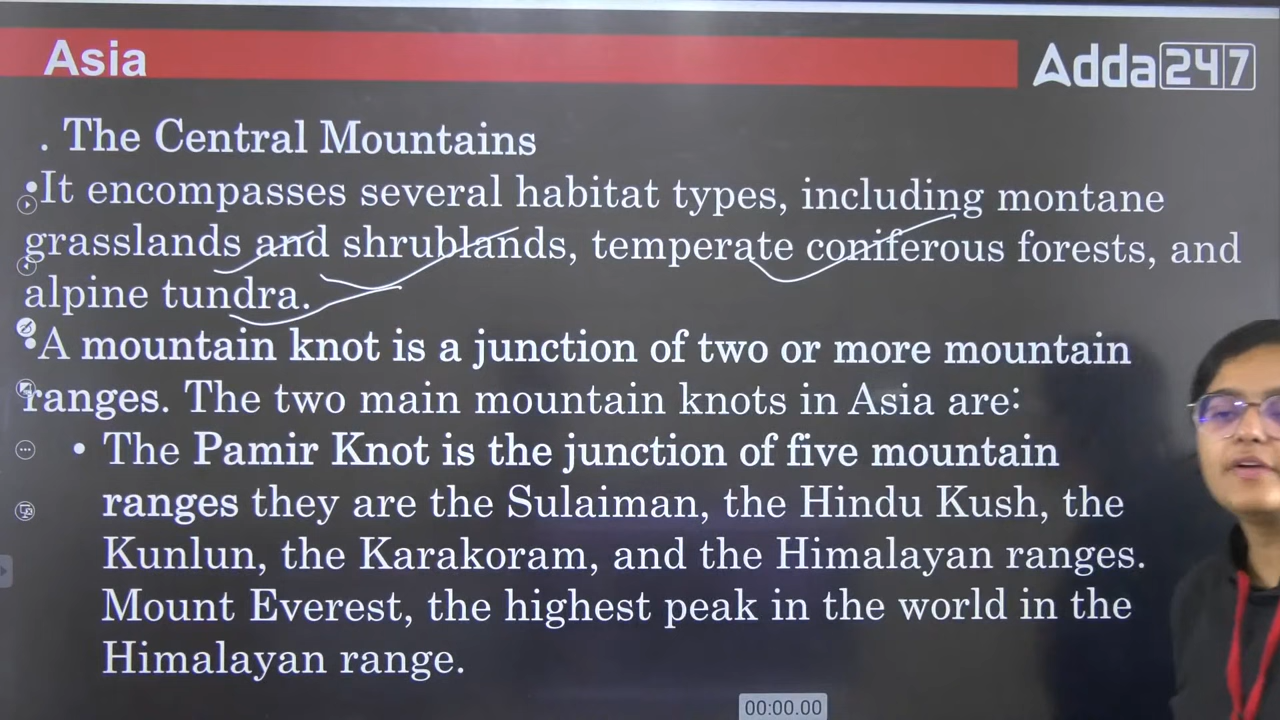 Asia
Adda247
. The Central Mountains
•It encompasses several habitat types, including montane
grasslands and shrublands, temperate coniferous forests, and
alpine tundra.
•A mountain knot is a junction of two or more mountain
ranges. The two main mountain knots in Asia are:
• The Pamir Knot is the junction of five mountain
ranges they are the Sulaiman, the Hindu Kush, the
Kunlun, the Karakoram, and the Himalayan ranges.
Mount Everest, the highest peak in the world in the
Himalayan range.
00:00.00